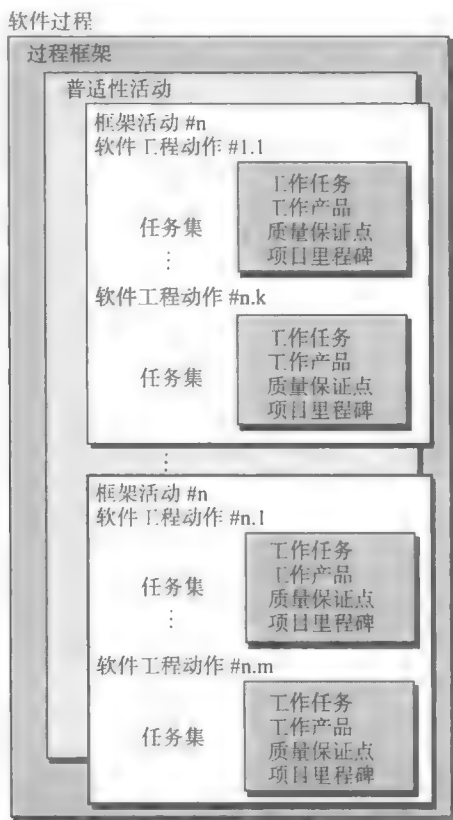 软件过程
过程框架
普适性活动
框架活动 #n
软件工程动作 #1.1
工作任务
工作产品
质量保证点
项目里程碑
任务集
⋮
软件工程动作 #n.k
工作任务
工作产品
质量保证点
项目里程碑
任务集
⋮
框架活动 #n
软件工程动作 #n.1
工作任务
工作产品
质量保证点
项目里程碑
任务集
⋮
软件工程动作 #n.m
工作任务
工作产品
质量保证点
项目里程碑
任务集